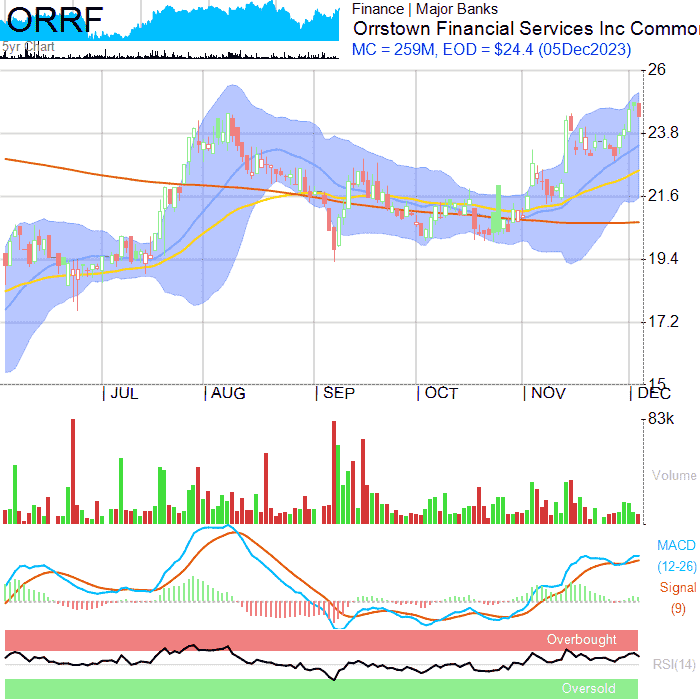 ORRF
5yr Chart
Finance | Major Banks
Orrstown Financial Services Inc Common
MC = 259M, EOD = $24.4 (05Dec2023)
26
23.8
21.6
19.4
17.2
15
JUL
AUG
SEP
OCT
NOV
DEC
83k
Volume
MACD
(12-26)
Signal
(9)
Overbought
RSI(14)
Oversold